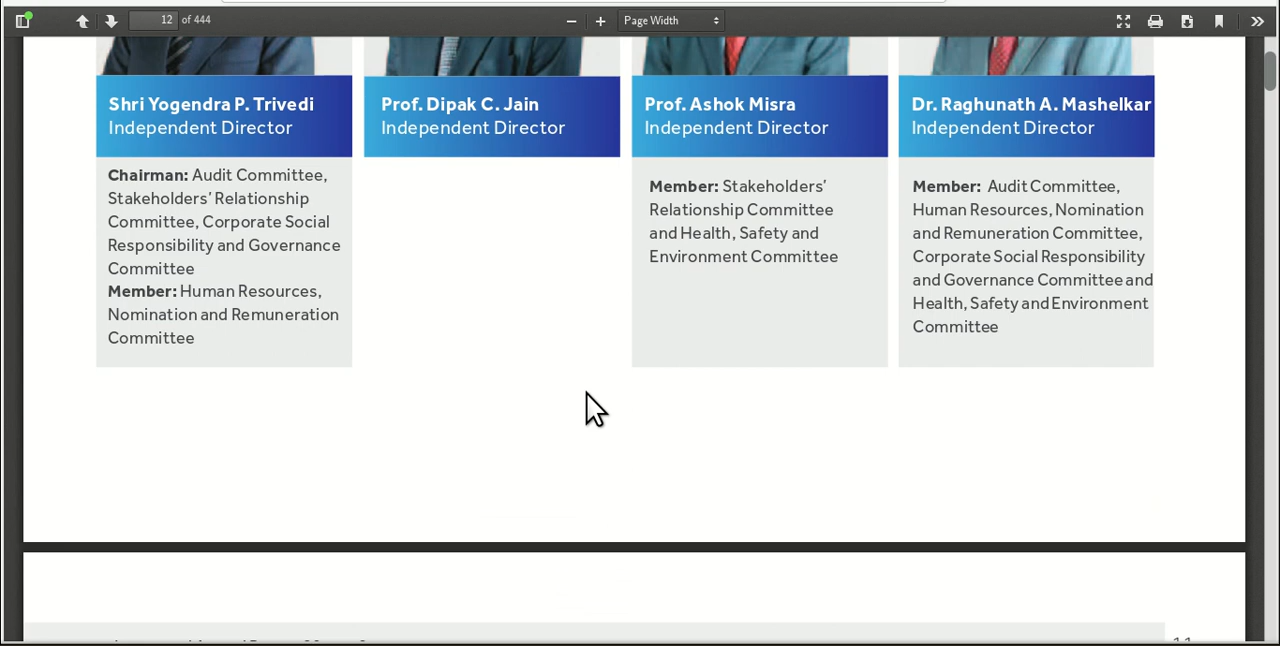 12 of 444
Page Width
Shri Yogendra P. Trivedi
Independent Director
Chairman: Audit Committee,
Stakeholders' Relationship
Committee, Corporate Social
Responsibility and Governance
Committee
Member: Human Resources,
Nomination and Remuneration
Committee
Prof. Dipak C. Jain
Independent Director
Prof. Ashok Misra
Independent Director
Member: Stakeholders'
Relationship Committee
and Health, Safety and
Environment Committee
Dr. Raghunath A. Mashelkar
Independent Director
Member: Audit Committee,
Human Resources, Nomination
and Remuneration Committee,
Corporate Social Responsibility
and Governance Committee and
Health, Safety and Environment
Committee